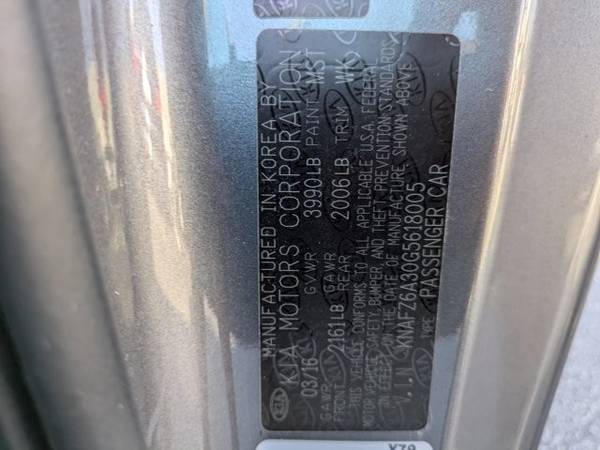 MANUFACTURED IN KOREA BY
KIA MOTORS CORPORATION
03/16 GVWR 3990LB PAINT MST
GAWR FRONT 2161LB GAWR REAR 2006LB TRIM WK
THIS VEHICLE CONFORMS TO ALL APPLICABLE U.S.A. FEDERAL
MOTOR VEHICLE SAFETY, BUMPER AND THEFT PREVENTION STANDARDS
IN EFFECT ON THE DATE OF MANUFACTURE SHOWN ABOVE
V.I.N KNAFZ6A30G5618005
TYPE PASSENGER CAR
KIA